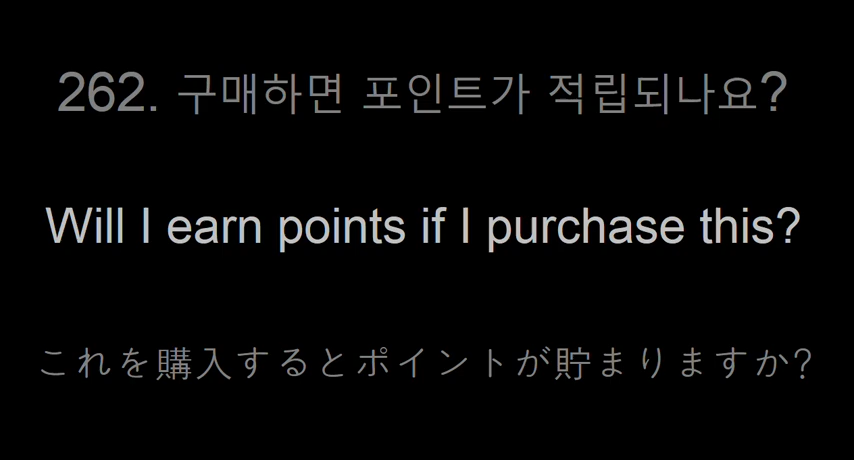 262. 구매하면 포인트가 적립되나요?
Will I earn points if I purchase this?
これを購入するとポイントが貯まりますか?